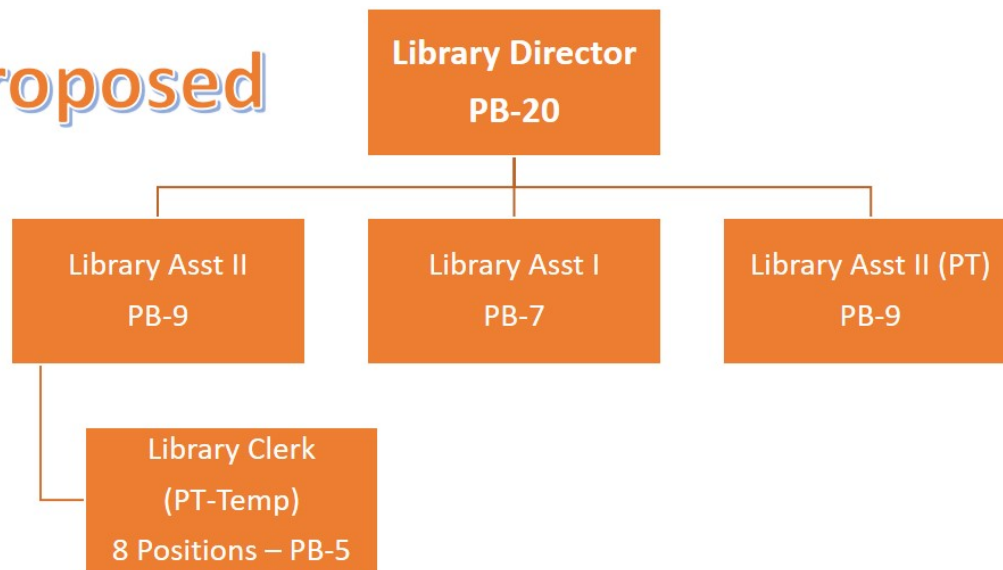 roposed
Library Director
PB-20
Library Asst II
PB-9
Library Asst I
PB-7
Library Asst II (PT)
PB-9
Library Clerk
(PT-Temp)
8 Positions – PB-5